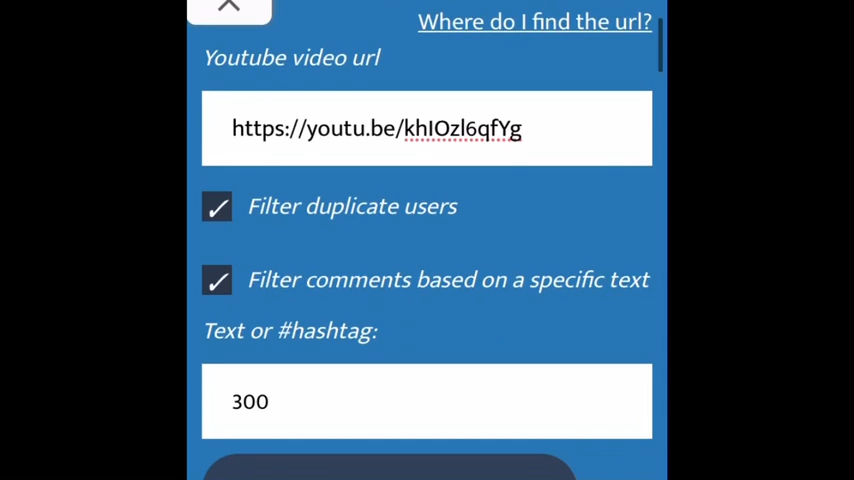 Where do I find the url?
Youtube video url
https://youtu.be/khIOzl6qfYg
Filter duplicate users
Filter comments based on a specific text
Text or #hashtag:
300